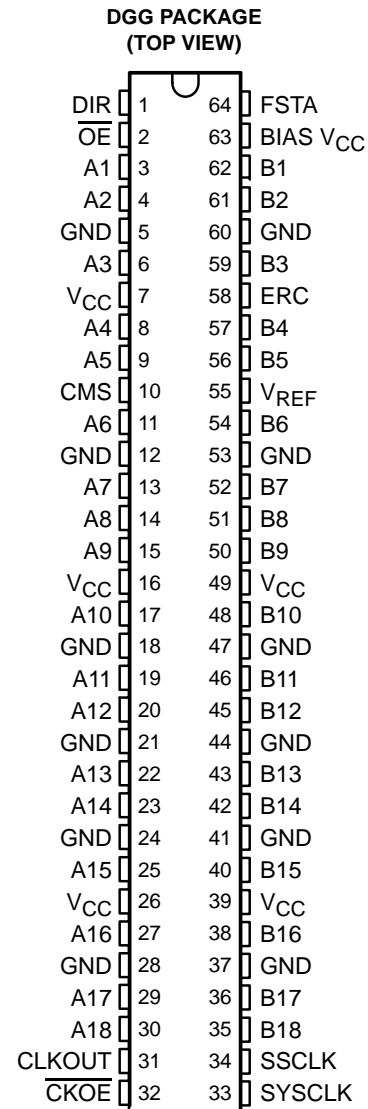 DGG PACKAGE
(TOP VIEW)
DIR 1 64 FSTA
OE 2 63 BIAS VCC
A1 3 62 B1
A2 4 61 B2
GND 5 60 GND
A3 6 59 B3
VCC 7 58 ERC
A4 8 57 B4
A5 9 56 B5
CMS 10 55 VREF
A6 11 54 B6
GND 12 53 GND
A7 13 52 B7
A8 14 51 B8
A9 15 50 B9
VCC 16 49 VCC
A10 17 48 B10
GND 18 47 GND
A11 19 46 B11
A12 20 45 B12
GND 21 44 GND
A13 22 43 B13
A14 23 42 B14
GND 24 41 GND
A15 25 40 B15
VCC 26 39 VCC
A16 27 38 B16
GND 28 37 GND
A17 29 36 B17
A18 30 35 B18
CLKOUT 31 34 SSCLK
CKOE 32 33 SYSCLK